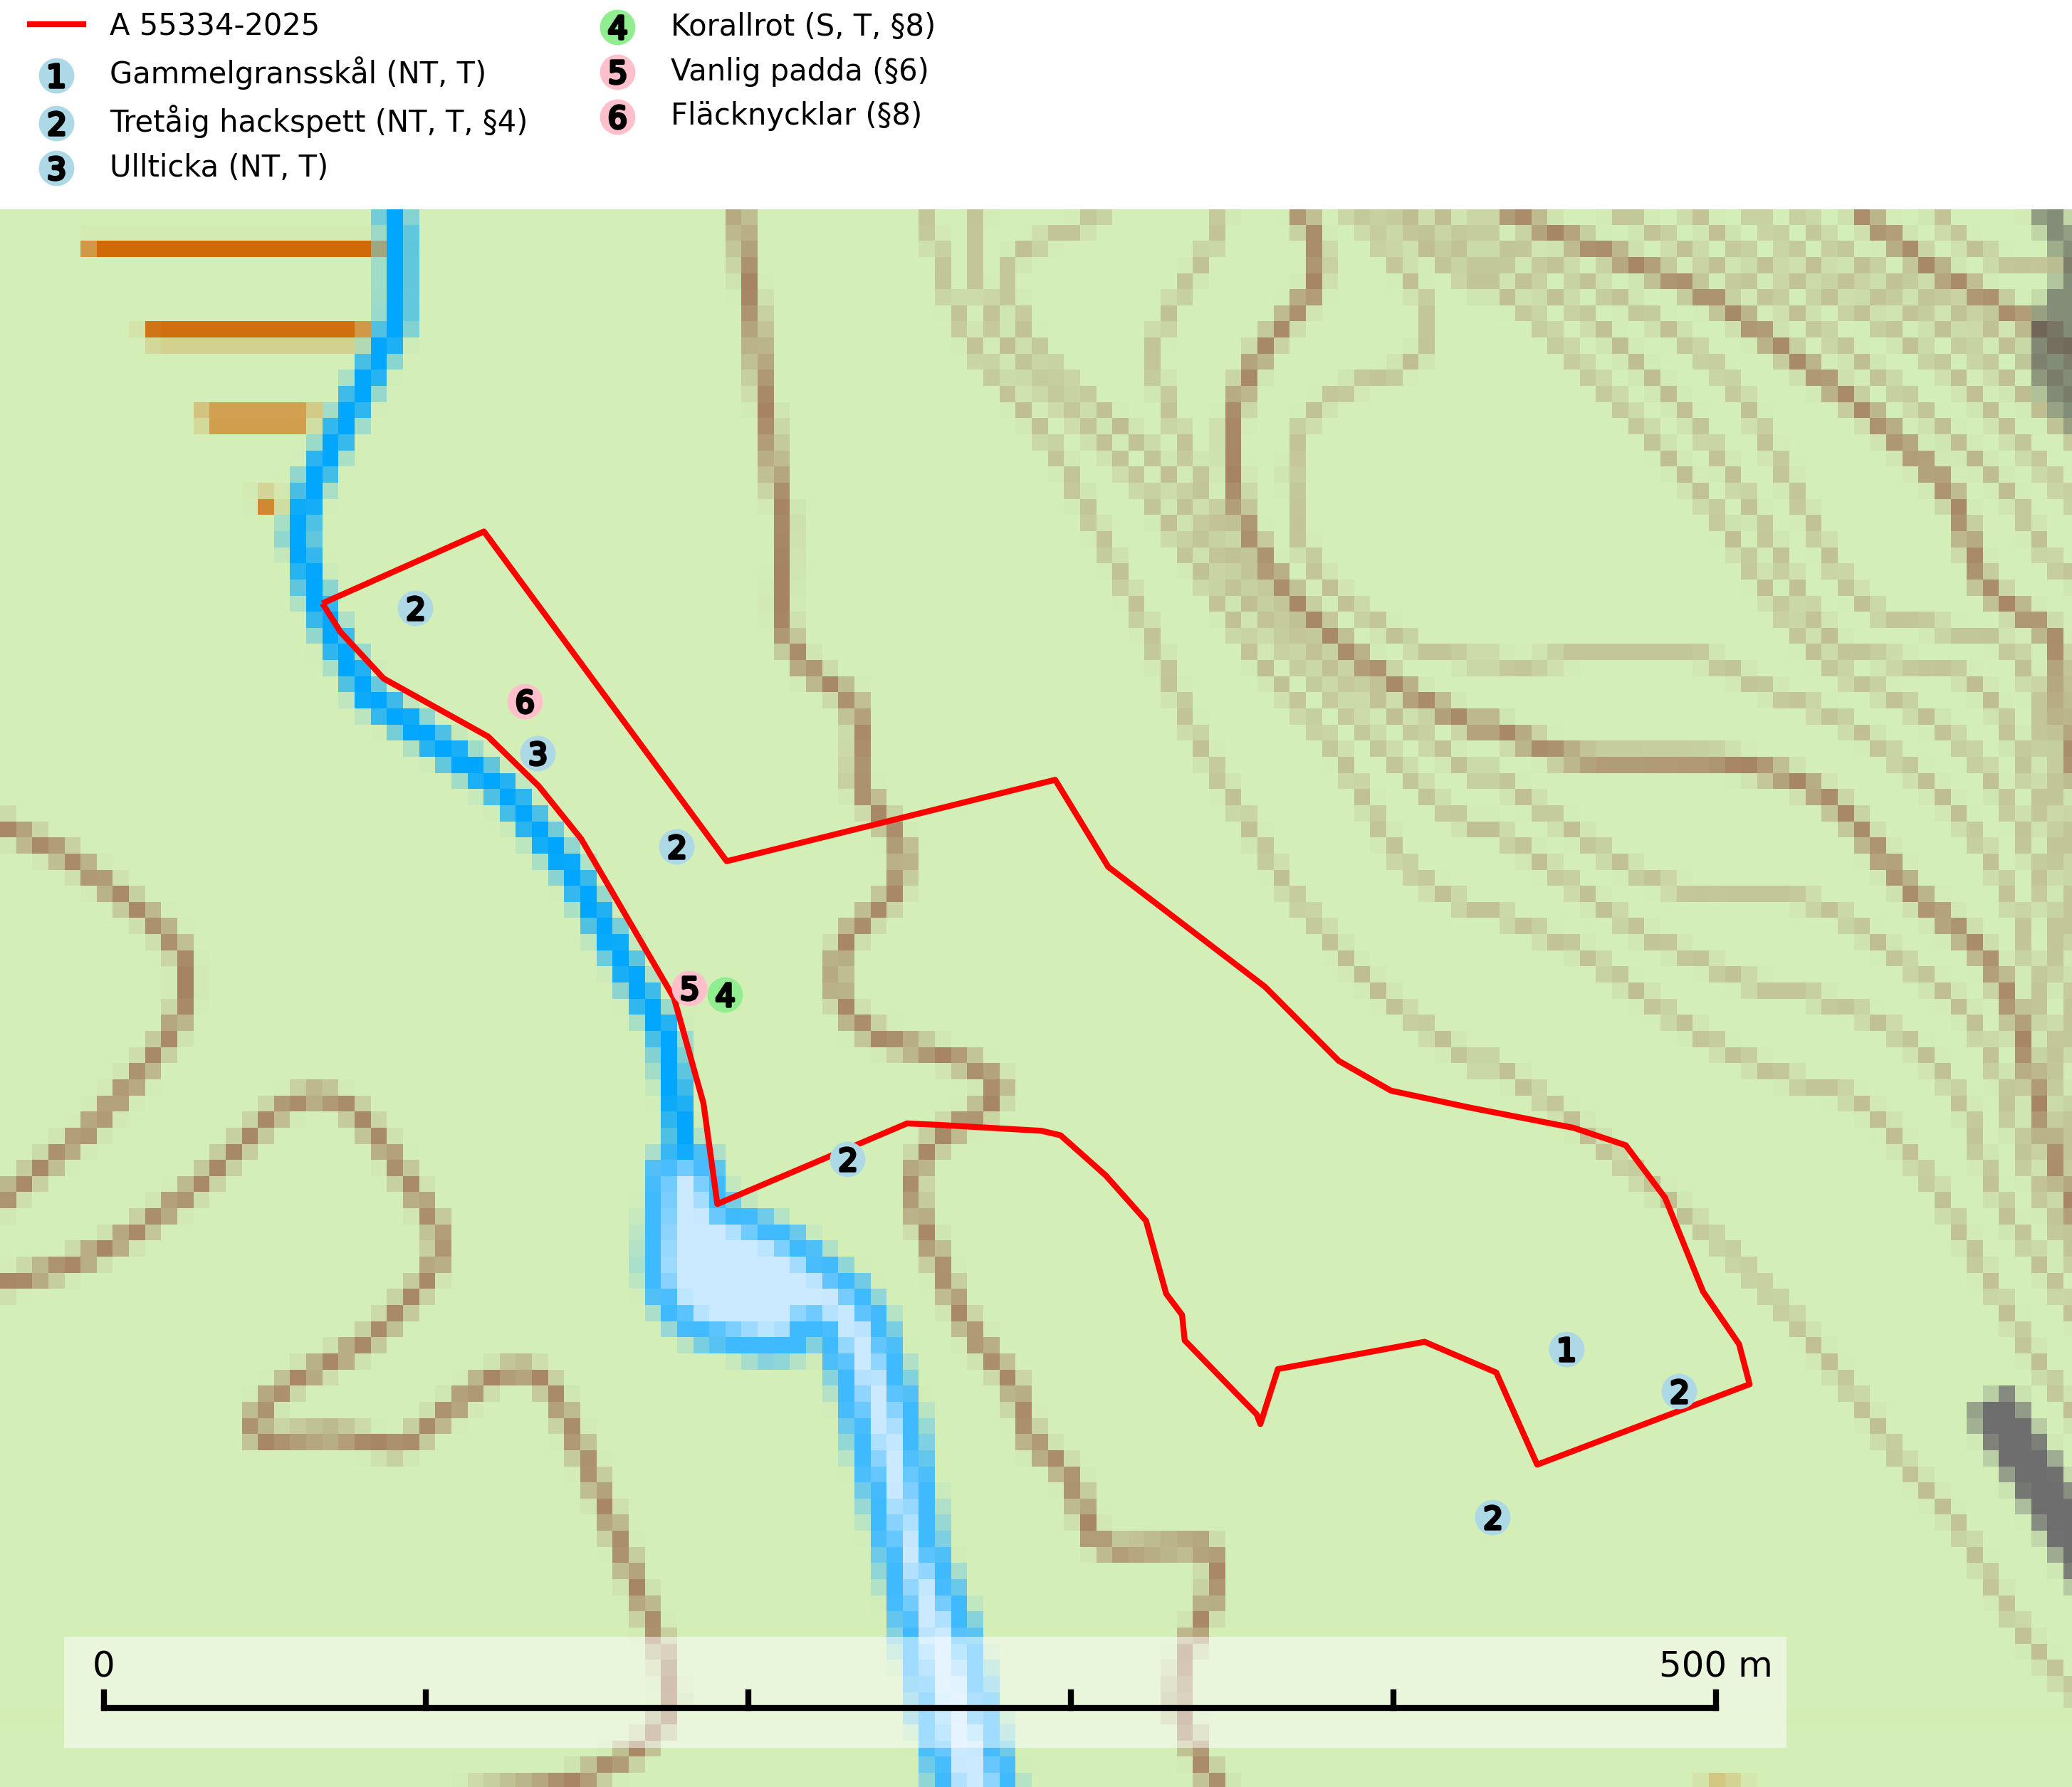 A 55334-2025
1 Gammelgransskål (NT, T)
2 Tretåig hackspett (NT, T, §4)
3 Ullticka (NT, T)
4 Korallrot (S, T, §8)
5 Vanlig padda (§6)
6 Fläcknycklar (§8)
2
6
3
2
5 4
2
1
2
2
0 500 m